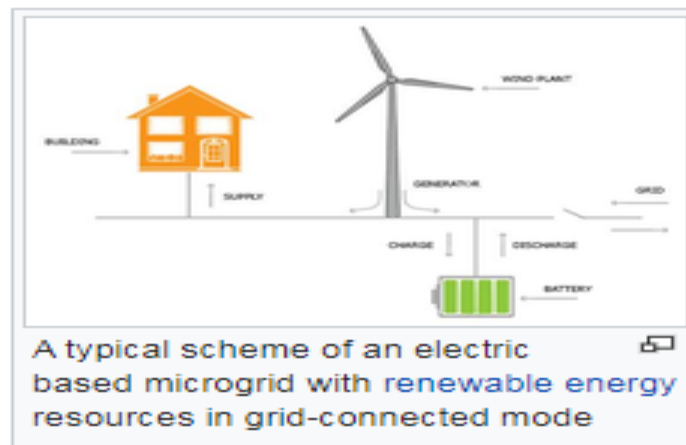 WIND PLANT
BUILDING
GENERATOR
GRID
SUPPLY
CHARGE
DISCHARGE
BATTERY
A typical scheme of an electric
based microgrid with renewable energy
resources in grid-connected mode